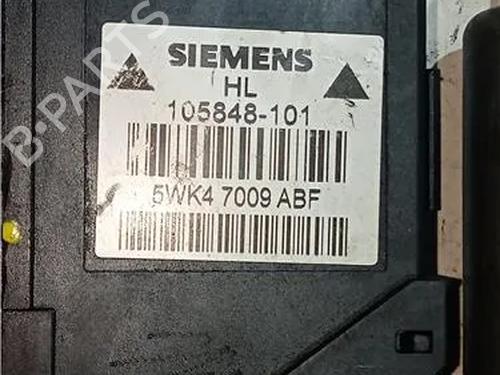 B-PARTS
SIEMENS
HL
105848-101
5WK4 7009 ABF